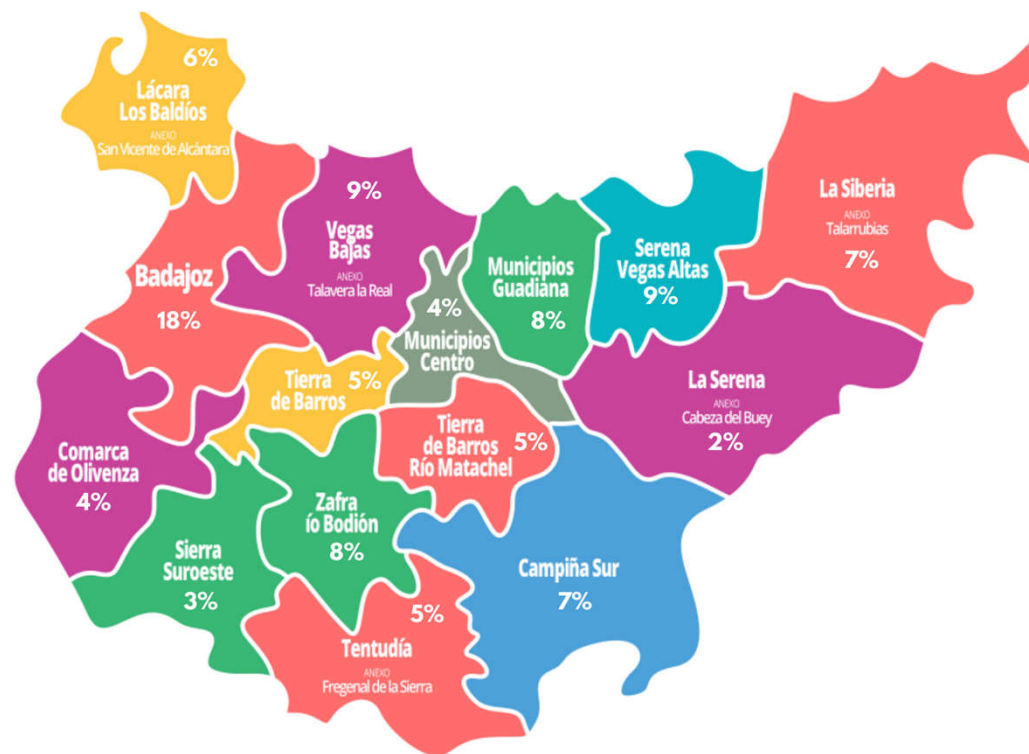 6%
Lácara
Los Baldíos
ANEXO
San Vicente de Alcántara
Badajoz
18%
9%
Vegas
Bajas
ANEXO
Talavera la Real
4%
Municipios
Centro
Municipios
Guadiana
8%
Serena
Vegas Altas
9%
La Siberia
ANEXO
Talarrubias
7%
La Serena
ANEXO
Cabeza del Buey
2%
Comarca
de Olivenza
4%
Tierra
de Barros
5%
Tierra
de Barros
Río Matachel
5%
Sierra
Suroeste
3%
Zafra
ío Bodión
8%
5%
Tentudía
ANEXO
Fregenal de la Sierra
Campiña Sur
7%